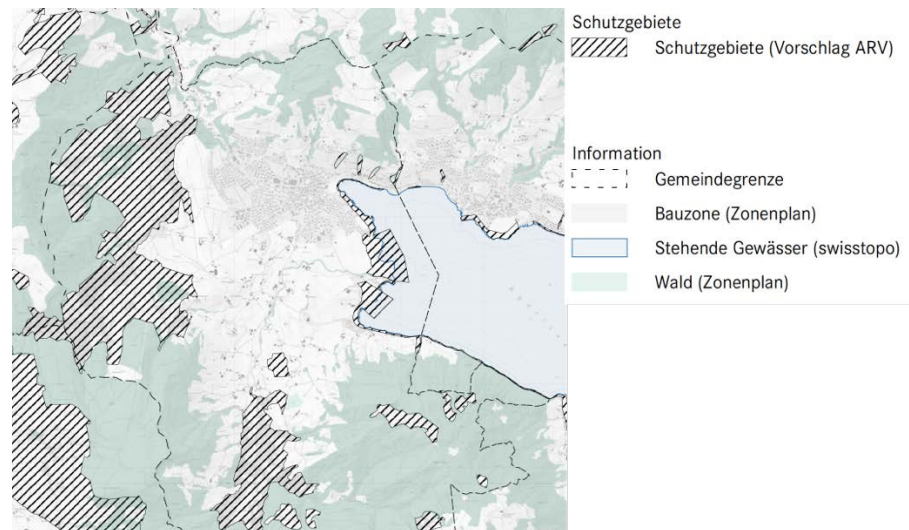 Schutzgebiete
Schutzgebiete (Vorschlag ARV)
Information
Gemeindegrenze
Bauzone (Zonenplan)
Stehende Gewässer (swisstopo)
Wald (Zonenplan)